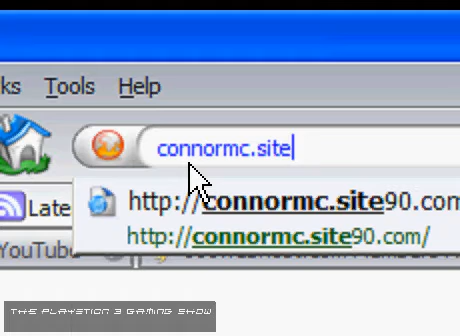 ks Tools Help
connormc.site
http://connormc.site90.com
Late
http://connormc.site90.com/
YouTube
THE PLAYSTION 3 GAMING SHOW